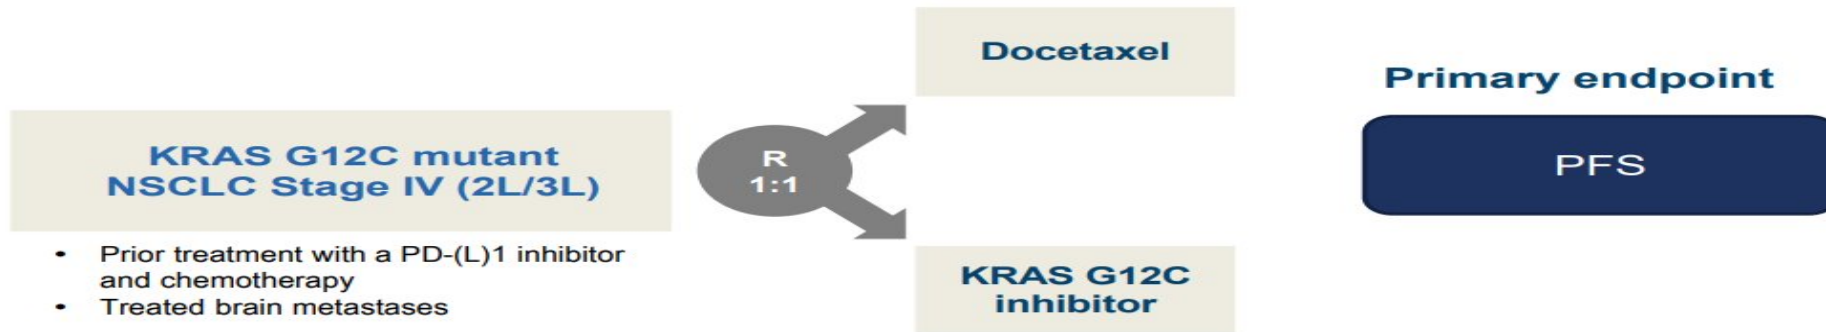 KRAS G12C mutant
NSCLC Stage IV (2L/3L)
• Prior treatment with a PD-(L)1 inhibitor
and chemotherapy
• Treated brain metastases
R
1:1
Docetaxel
KRAS G12C
inhibitor
Primary endpoint
PFS